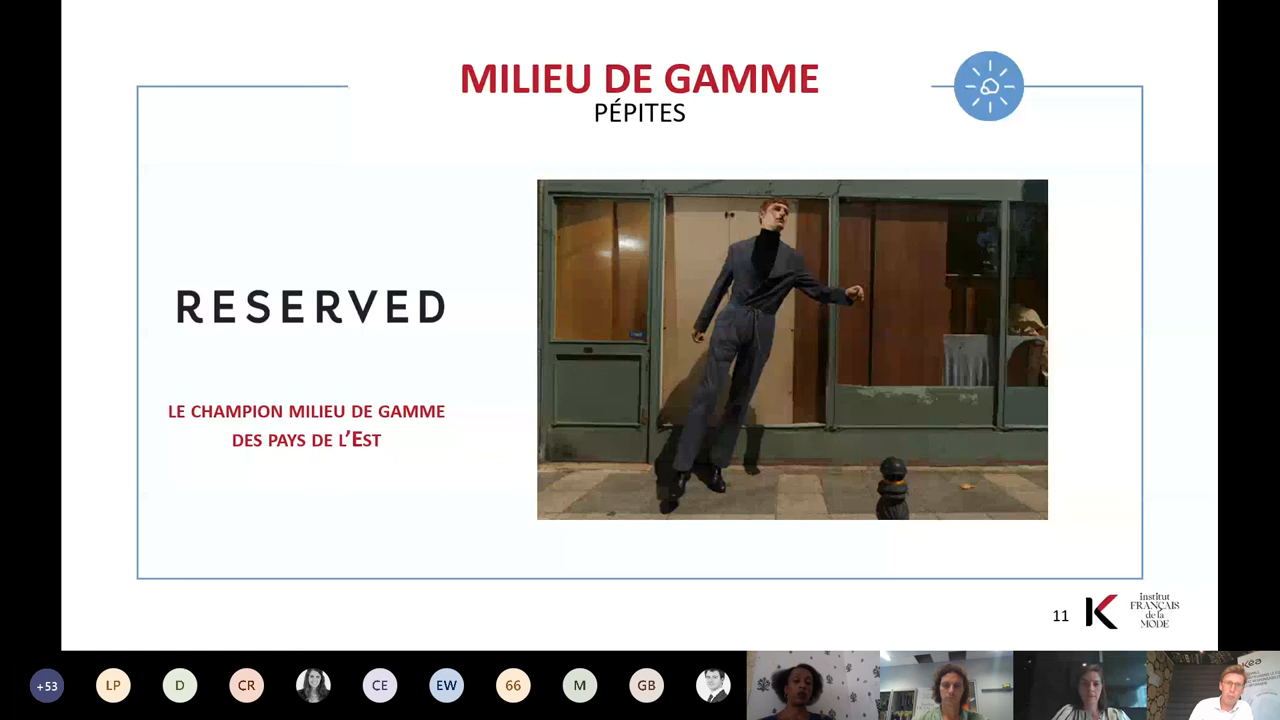 MILIEU DE GAMME
PÉPITES
RESERVED
LE CHAMPION MILIEU DE GAMME
DES PAYS DE L'EST
11
institut
FRANÇAIS
de la
MODE
+53
LP
D
CR
CE
EW
66
M
GB
kea